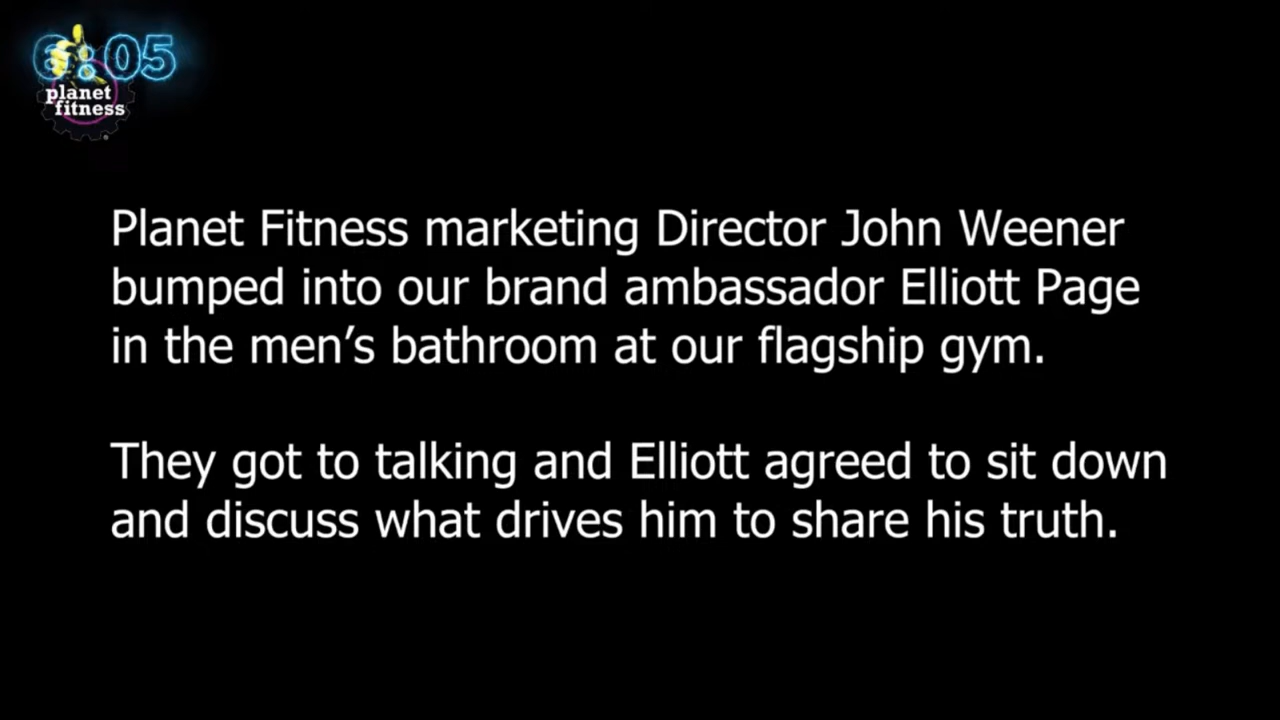 6:05
planet
fitness
Planet Fitness marketing Director John Weener
bumped into our brand ambassador Elliott Page
in the men’s bathroom at our flagship gym.
They got to talking and Elliott agreed to sit down
and discuss what drives him to share his truth.